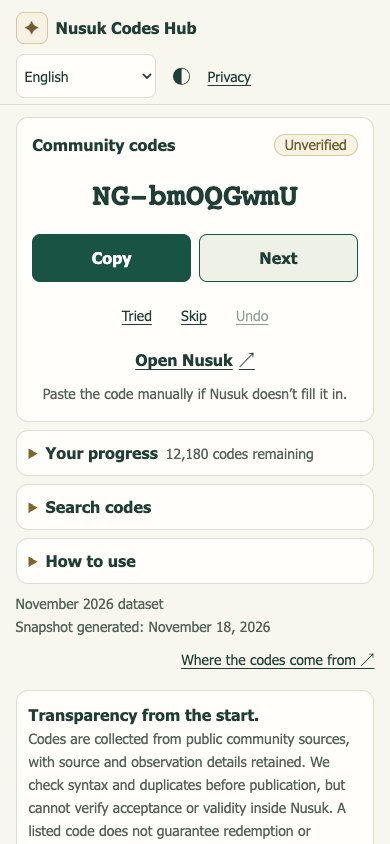 Nusuk Codes Hub
English
Privacy
Community codes
Unverified
NG-bmOQGwmU
Copy
Next
Tried
Skip
Undo
Open Nusuk ↗
Paste the code manually if Nusuk doesn’t fill it in.
Your progress 12,180 codes remaining
Search codes
How to use
November 2026 dataset
Snapshot generated: November 18, 2026
Where the codes come from ↗
Transparency from the start.
Codes are collected from public community sources,
with source and observation details retained. We
check syntax and duplicates before publication, but
cannot verify acceptance or validity inside Nusuk. A
listed code does not guarantee redemption or